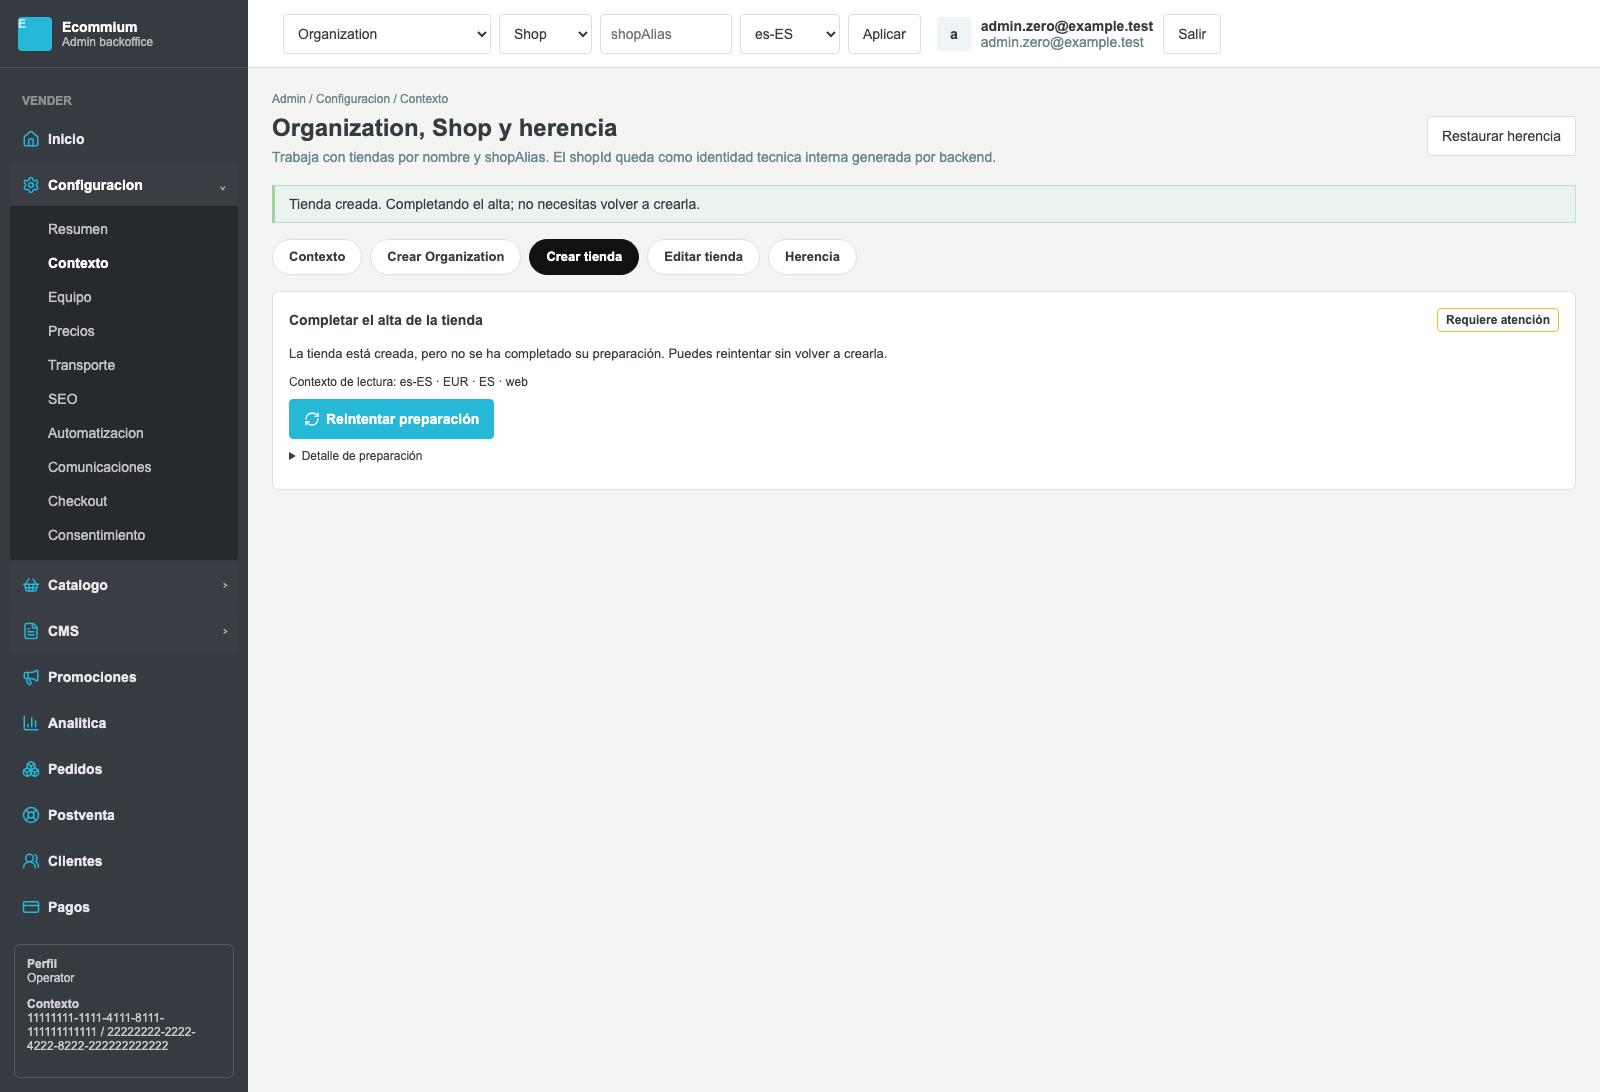 E
Ecommium
Admin backoffice
Organization
Shop
shopAlias
es-ES
Aplicar
a
admin.zero@example.test
admin.zero@example.test
Salir
VENDER
Inicio
Configuracion
Resumen
Contexto
Equipo
Precios
Transporte
SEO
Automatizacion
Comunicaciones
Checkout
Consentimiento
Catalogo
CMS
Promociones
Analitica
Pedidos
Postventa
Clientes
Pagos
Perfil
Operator
Contexto
11111111-1111-4111-8111-
111111111111 / 22222222-2222-
4222-8222-222222222222
Admin / Configuracion / Contexto
Organization, Shop y herencia
Trabaja con tiendas por nombre y shopAlias. El shopId queda como identidad tecnica interna generada por backend.
Restaurar herencia
Tienda creada. Completando el alta; no necesitas volver a crearla.
Contexto
Crear Organization
Crear tienda
Editar tienda
Herencia
Completar el alta de la tienda
Requiere atención
La tienda está creada, pero no se ha completado su preparación. Puedes reintentar sin volver a crearla.
Contexto de lectura: es-ES · EUR · ES · web
Reintentar preparación
Detalle de preparación